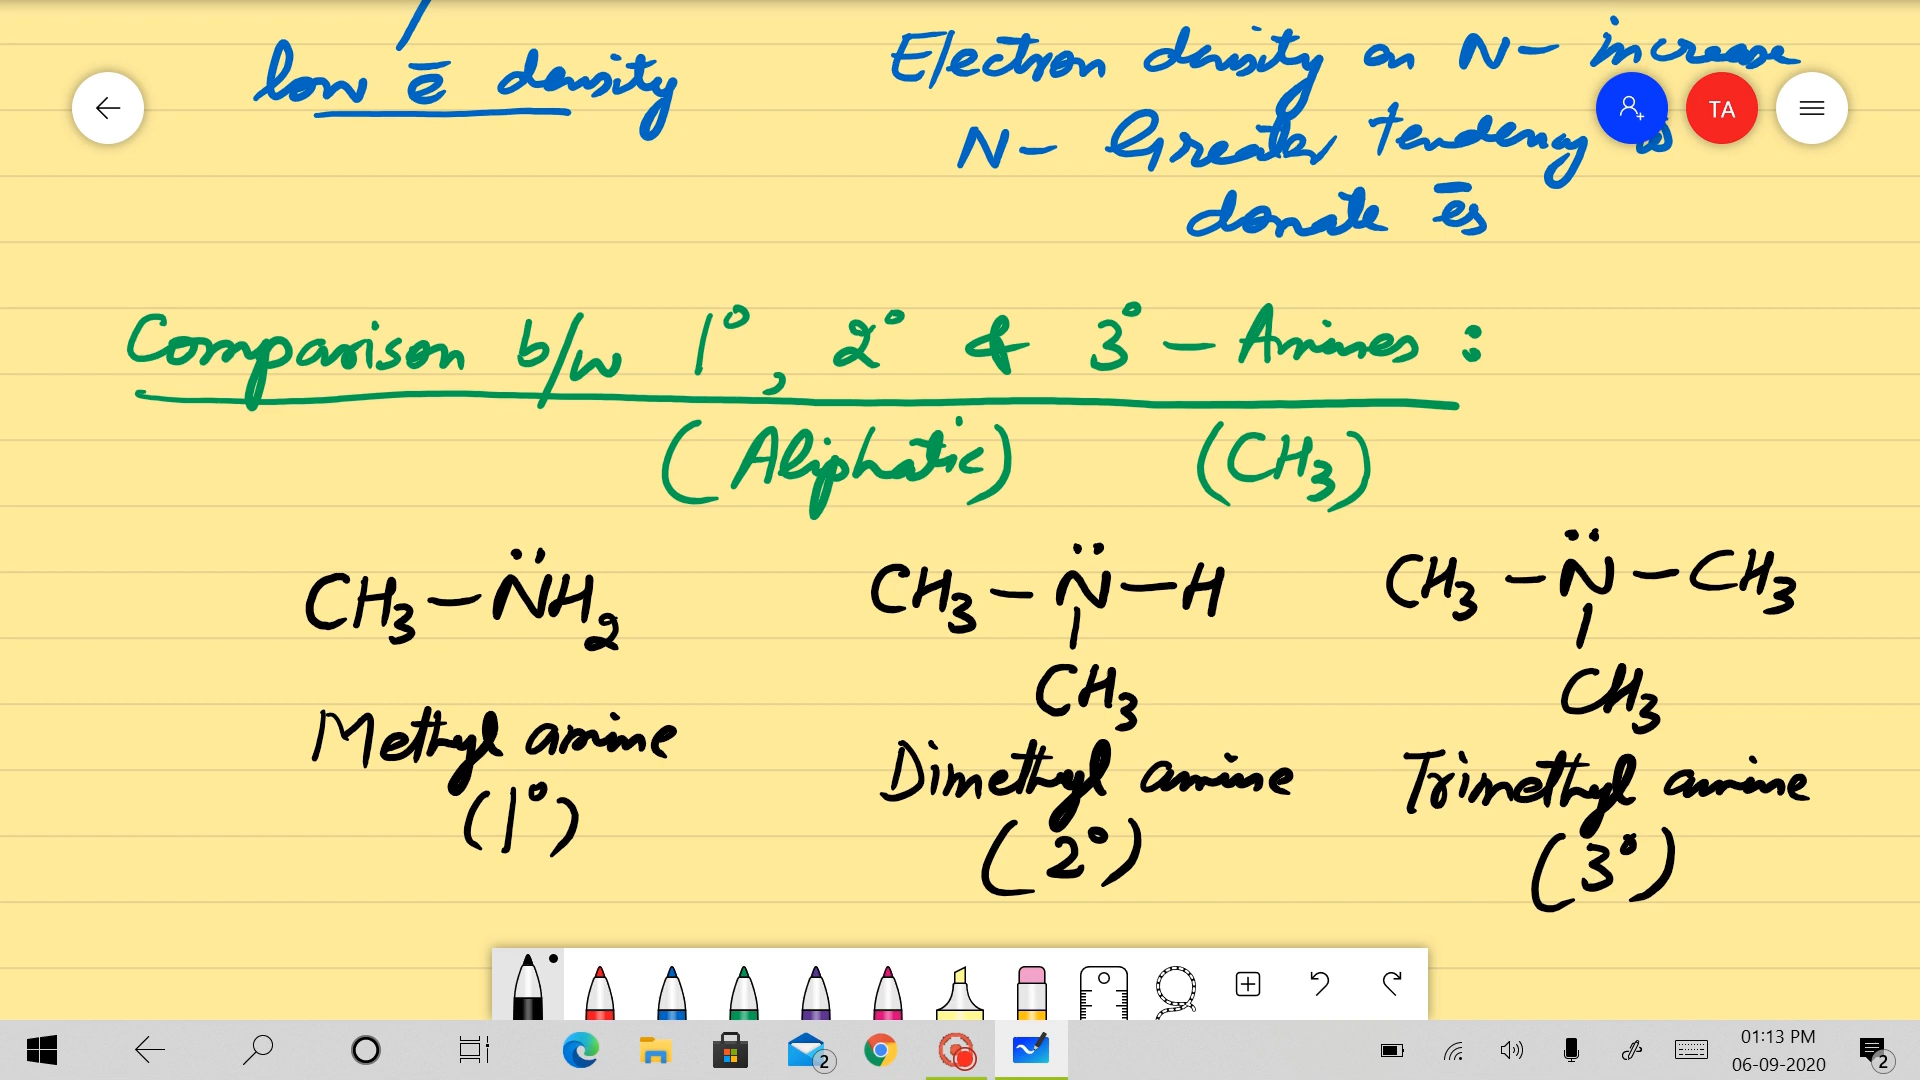 low ē density
Electron density on N- increase
N- Greater tendency
donate ēs
TA
Comparison b/w 1°, 2° & 3° - Amines :
(Aliphatic) (CH3)
CH3-N̈H2
CH3-N̈-H
CH3
CH3-N̈-CH3
CH3
Methyl amine
(1°)
Dimethyl amine
(2°)
Trimethyl amine
(3°)
2
01:13 PM
06-09-2020
2